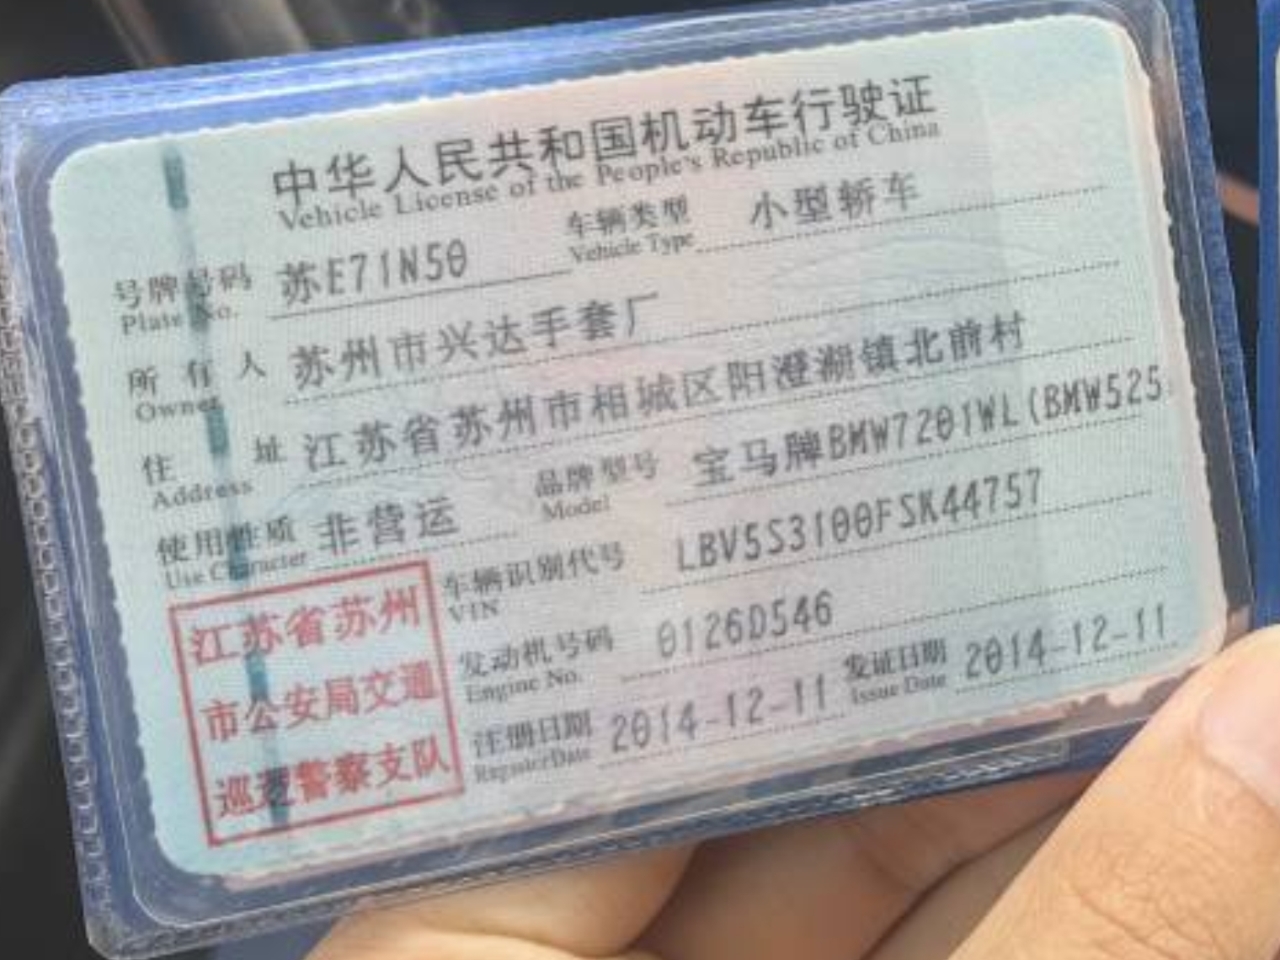 中华人民共和国机动车行驶证
Vehicle License of the People's Republic of China
号牌号码 苏E71N50 车辆类型 小型轿车
Plate No. Vehicle Type
所有人 苏州市兴达手套厂
Owner
住址 江苏省苏州市相城区阳澄湖镇北前村
Address
使用性质 非营运 品牌型号 宝马牌BMW7201WL(BMW525
Use Character Model
车辆识别代号 LBV5S3100FSK44757
VIN
发动机号码 0126D546
Engine No.
注册日期 2014-12-11 发证日期 2014-12-11
Register Date Issue Date
江苏省苏州
市公安局交通
巡逻警察支队